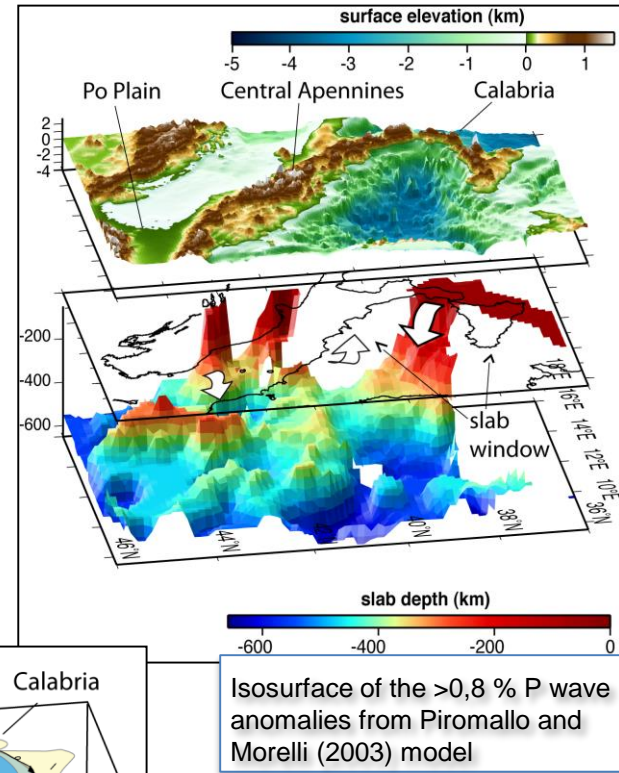 surface elevation (km)
-5 -4 -3 -2 -1 0 1
Po Plain Central Apennines Calabria
2
0
-2
-4
-200
-400
-600
slab
window
18°E
16°E
14°E
12°E
10°E
46°N
44°N
40°N
38°N
36°N
slab depth (km)
-600 -400 -200 0
Calabria
Isosurface of the >0,8 % P wave
anomalies from Piromallo and
Morelli (2003) model